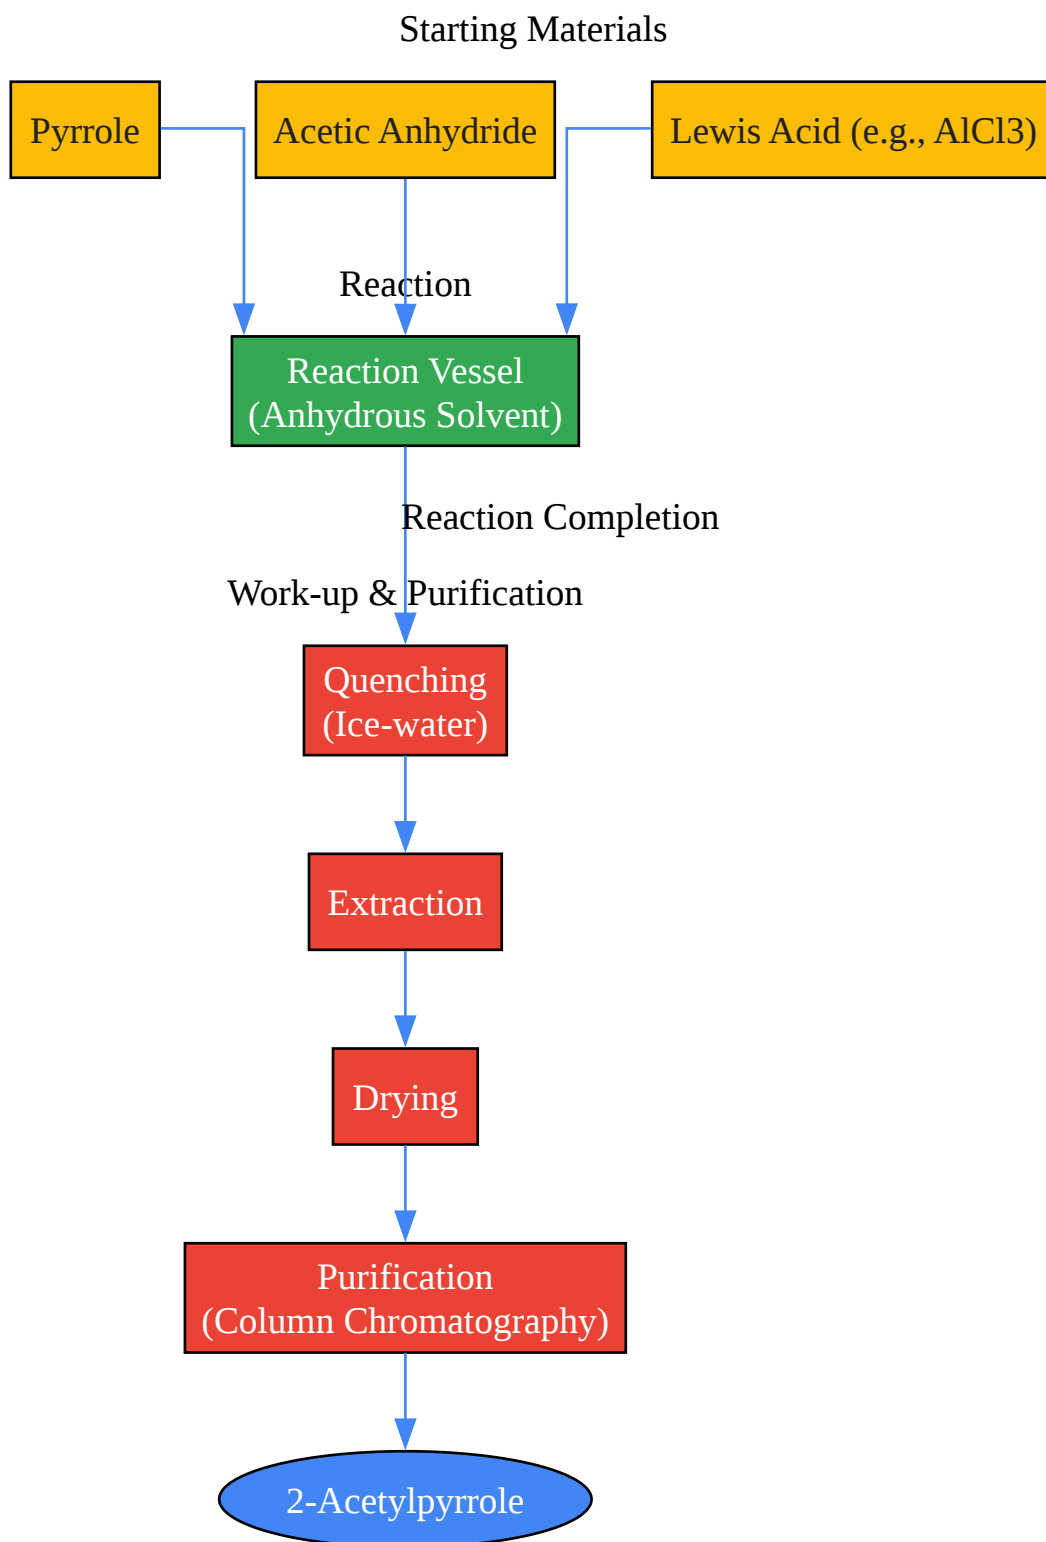 Starting Materials
Pyrrole
Acetic Anhydride
Lewis Acid (e.g., AlCl3)
Reaction
Reaction Vessel
(Anhydrous Solvent)
Reaction Completion
Work-up & Purification
Quenching
(Ice-water)
Extraction
Drying
Purification
(Column Chromatography)
2-Acetylpyrrole